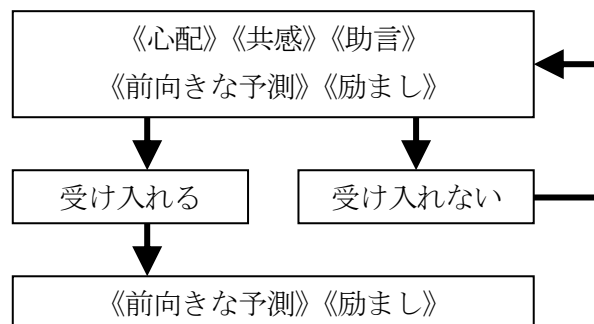 《心配》《共感》《助言》
《前向きな予測》《励まし》
受け入れる
受け入れない
《前向きな予測》《励まし》